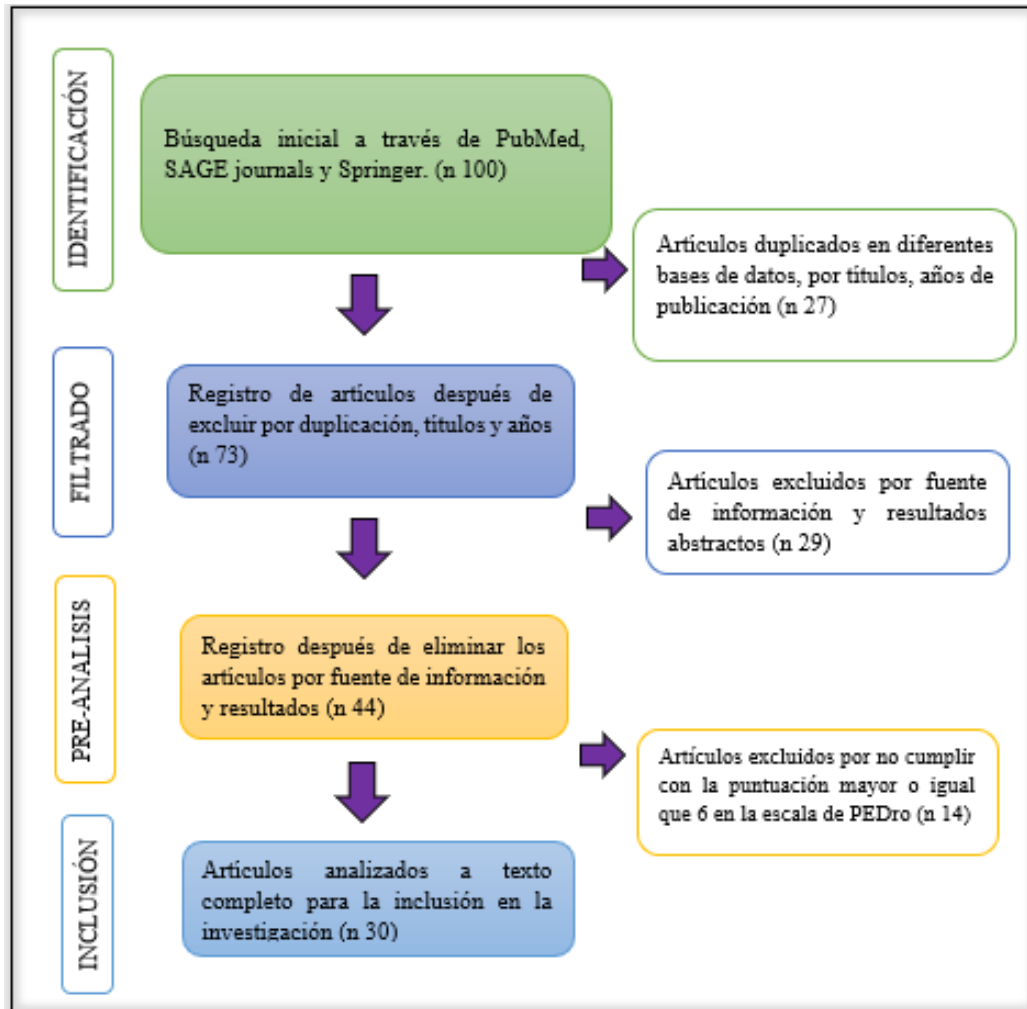 IDENTIFICACIÓN
Búsqueda inicial a través de PubMed,
SAGE journals y Springer. (n 100)
Artículos duplicados en diferentes
bases de datos, por títulos, años de
publicación (n 27)
FILTRADO
Registro de artículos después de
excluir por duplicación, títulos y años
(n 73)
Artículos excluidos por fuente
de información y resultados
abstractos (n 29)
PRE-ANALISIS
Registro después de eliminar los
artículos por fuente de información
y resultados (n 44)
Artículos excluidos por no cumplir
con la puntuación mayor o igual
que 6 en la escala de PEDro (n 14)
INCLUSIÓN
Artículos analizados a texto
completo para la inclusión en la
investigación (n 30)